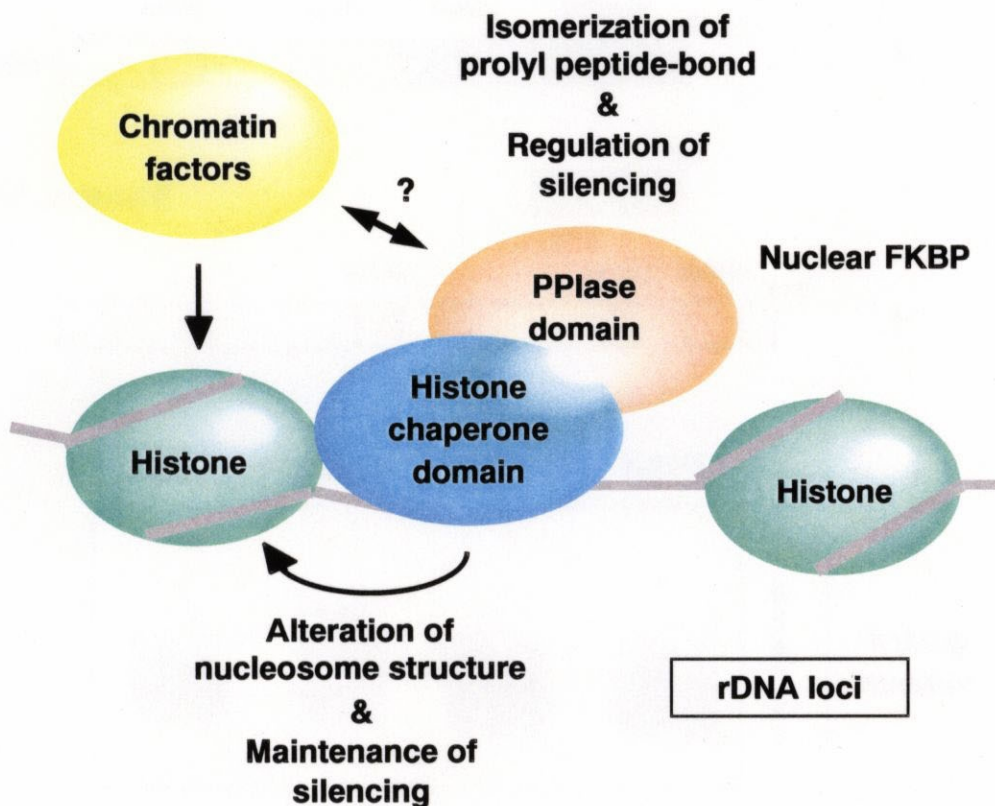 Isomerization of
prolyl peptide-bond
&
Regulation of
silencing
Chromatin
factors
?
Nuclear FKBP
PPIase
domain
Histone
chaperone
domain
Histone
Histone
Alteration of
nucleosome structure
&
Maintenance of
silencing
rDNA loci